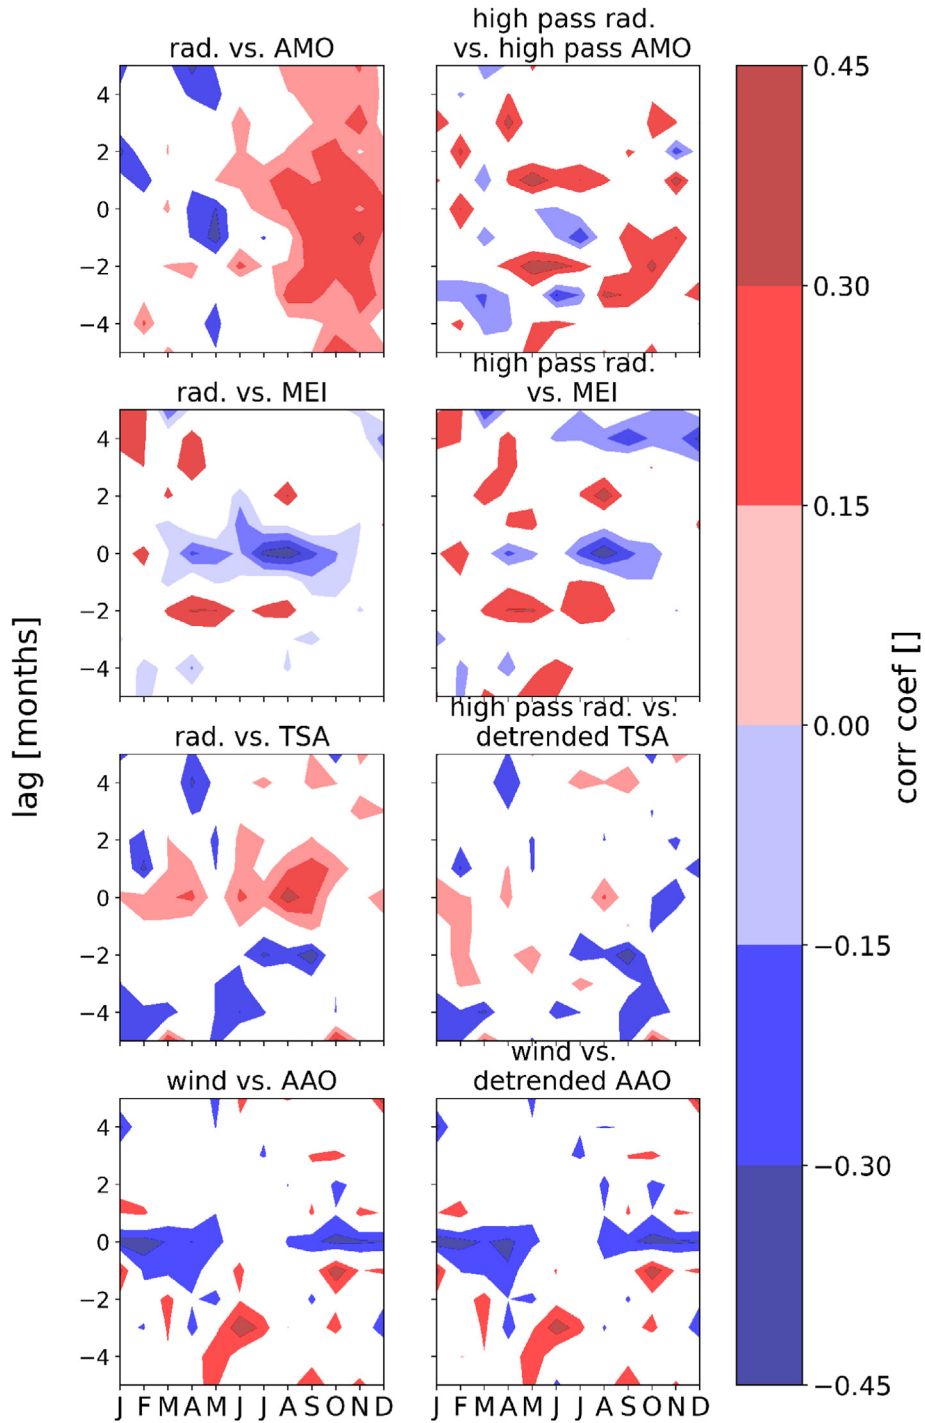 rad. vs. AMO
high pass rad.
vs. high pass AMO
4
2
0
−2
−4
rad. vs. MEI
high pass rad.
vs. MEI
4
2
0
−2
−4
rad. vs. TSA
high pass rad. vs.
detrended TSA
4
2
0
−2
−4
wind vs. AAO
wind vs.
detrended AAO
4
2
0
−2
−4
J F M A M J J A S O N D
J F M A M J J A S O N D
lag [months]
0.45
0.30
0.15
0.00
−0.15
−0.30
−0.45
corr coef []